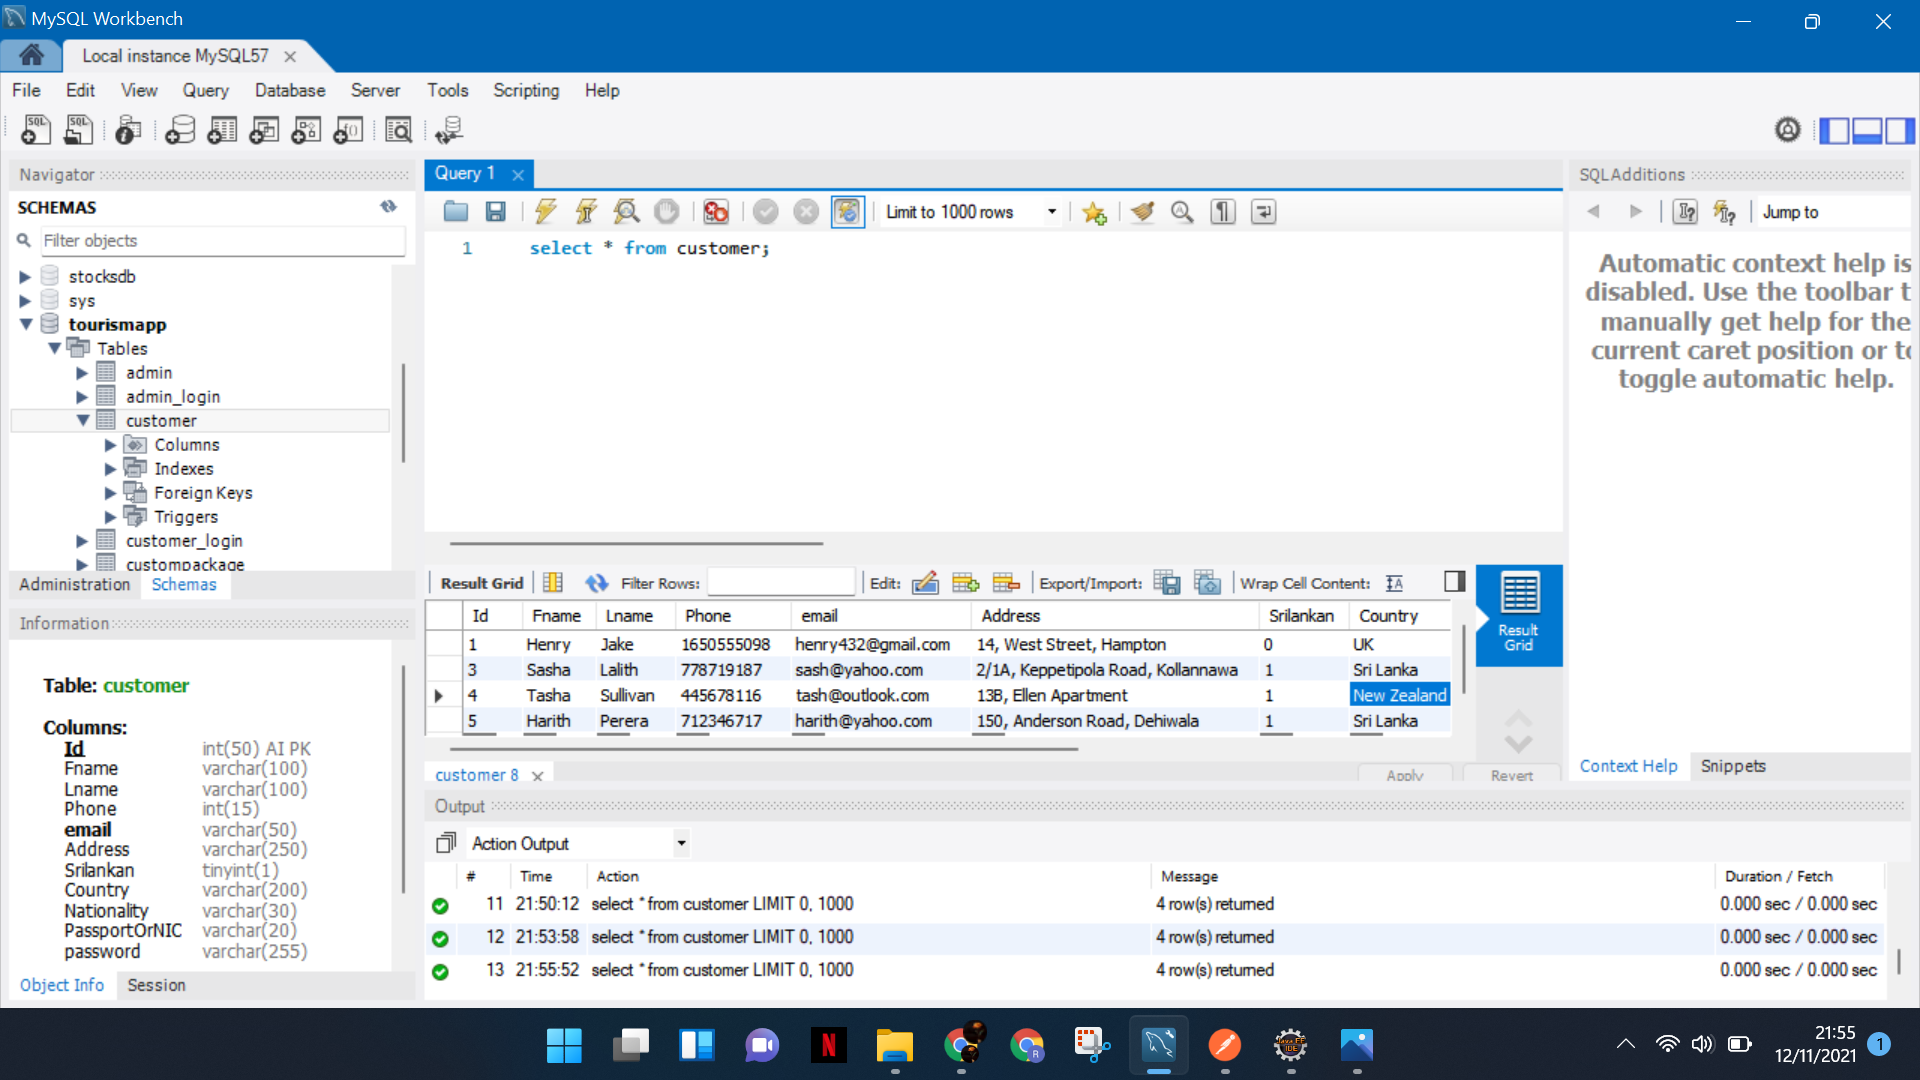 MySQL Workbench
Local instance MySQL57
File Edit View Query Database Server Tools Scripting Help
Navigator
SCHEMAS
Filter objects
stocksdb
sys
tourismapp
Tables
admin
admin_login
customer
Columns
Indexes
Foreign Keys
Triggers
customer_login
custompackage
Administration Schemas
Information
Table: customer
Columns:
Id int(50) AI PK
Fname varchar(100)
Lname varchar(100)
Phone int(15)
email varchar(50)
Address varchar(250)
Srilankan tinyint(1)
Country varchar(200)
Nationality varchar(30)
PassportOrNIC varchar(20)
password varchar(255)
Object Info Session
Query 1
Limit to 1000 rows
1 select * from customer;
Result Grid Filter Rows: Edit: Export/Import: Wrap Cell Content:
Id Fname Lname Phone email Address Srilankan Country
1 Henry Jake 1650555098 henry432@gmail.com 14, West Street, Hampton 0 UK
3 Sasha Lalith 778719187 sash@yahoo.com 2/1A, Keppetipola Road, Kollannawa 1 Sri Lanka
4 Tasha Sullivan 445678116 tash@outlook.com 13B, Ellen Apartment 1 New Zealand
5 Harith Perera 712346717 harith@yahoo.com 150, Anderson Road, Dehiwala 1 Sri Lanka
Result
Grid
customer 8 Apply Revert
Output
Action Output
# Time Action Message Duration / Fetch
11 21:50:12 select * from customer LIMIT 0, 1000 4 row(s) returned 0.000 sec / 0.000 sec
12 21:53:58 select * from customer LIMIT 0, 1000 4 row(s) returned 0.000 sec / 0.000 sec
13 21:55:52 select * from customer LIMIT 0, 1000 4 row(s) returned 0.000 sec / 0.000 sec
SQLAdditions
Jump to
Automatic context help is
disabled. Use the toolbar t
manually get help for the
current caret position or to
toggle automatic help.
Context Help Snippets
21:55
12/11/2021
1